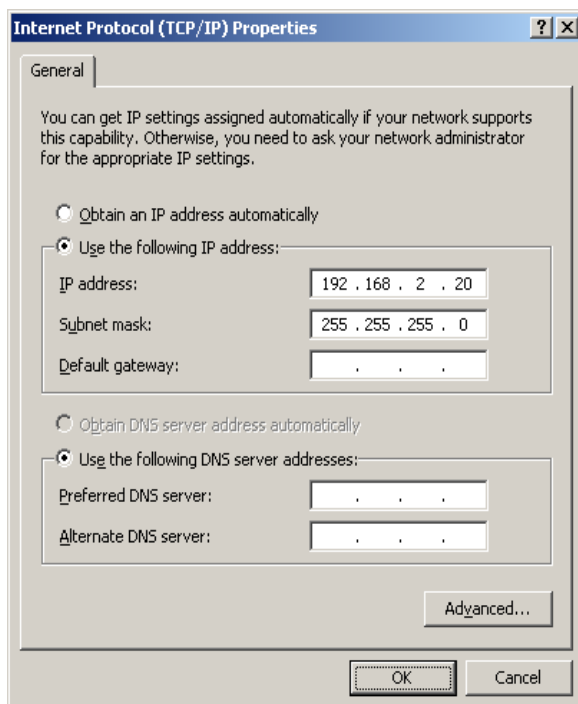 Internet Protocol (TCP/IP) Properties
General
You can get IP settings assigned automatically if your network supports
this capability. Otherwise, you need to ask your network administrator
for the appropriate IP settings.
Obtain an IP address automatically
Use the following IP address:
IP address: 192 . 168 . 2 . 20
Subnet mask: 255 . 255 . 255 . 0
Default gateway: . . .
Obtain DNS server address automatically
Use the following DNS server addresses:
Preferred DNS server: . . .
Alternate DNS server: . . .
Advanced...
OK Cancel